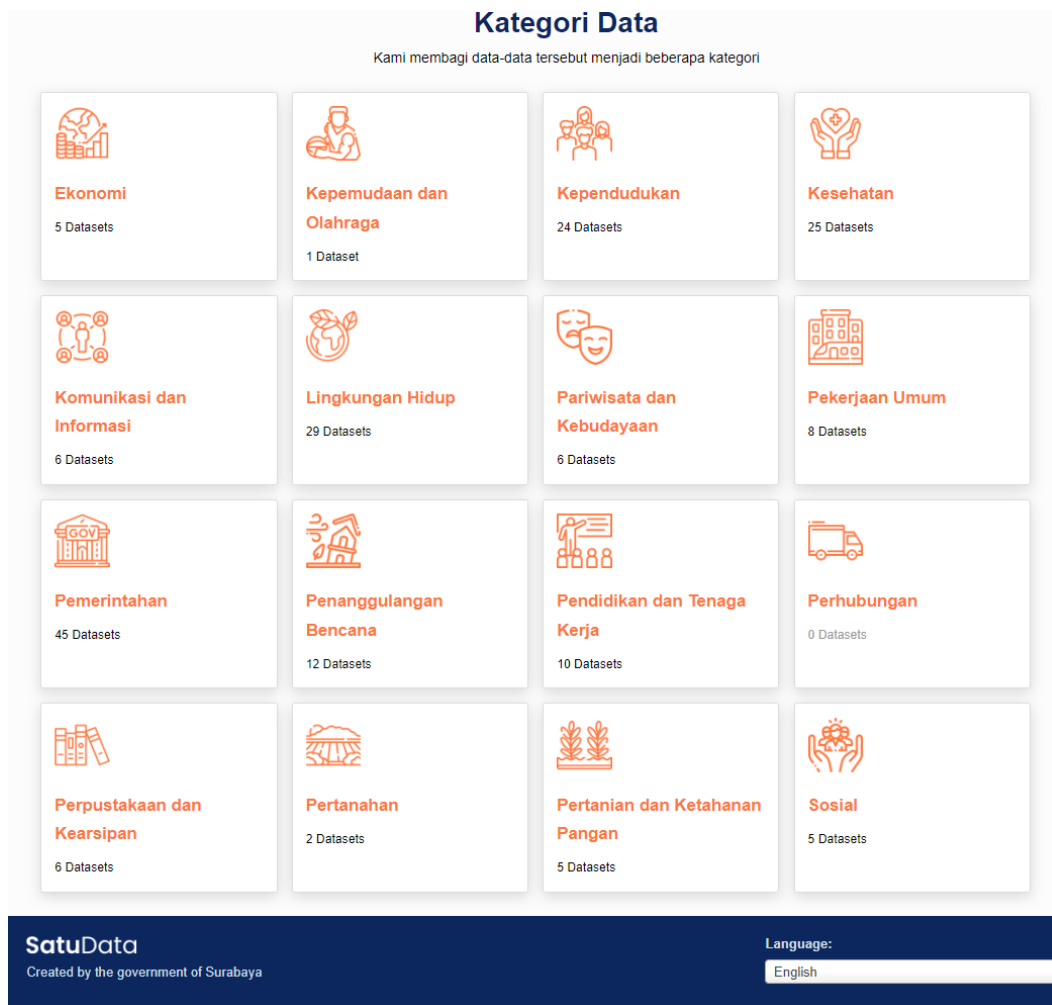 Kategori Data
Kami membagi data-data tersebut menjadi beberapa kategori
Ekonomi
5 Datasets
Kepemudaan dan
Olahraga
1 Dataset
Kependudukan
24 Datasets
Kesehatan
25 Datasets
Komunikasi dan
Informasi
6 Datasets
Lingkungan Hidup
29 Datasets
Pariwisata dan
Kebudayaan
6 Datasets
Pekerjaan Umum
8 Datasets
GOV
Pemerintahan
45 Datasets
Penanggulangan
Bencana
12 Datasets
Pendidikan dan Tenaga
Kerja
10 Datasets
Perhubungan
0 Datasets
Perpustakaan dan
Kearsipan
6 Datasets
Pertanahan
2 Datasets
Pertanian dan Ketahanan
Pangan
5 Datasets
Sosial
5 Datasets
SatuData
Created by the government of Surabaya
Language:
English